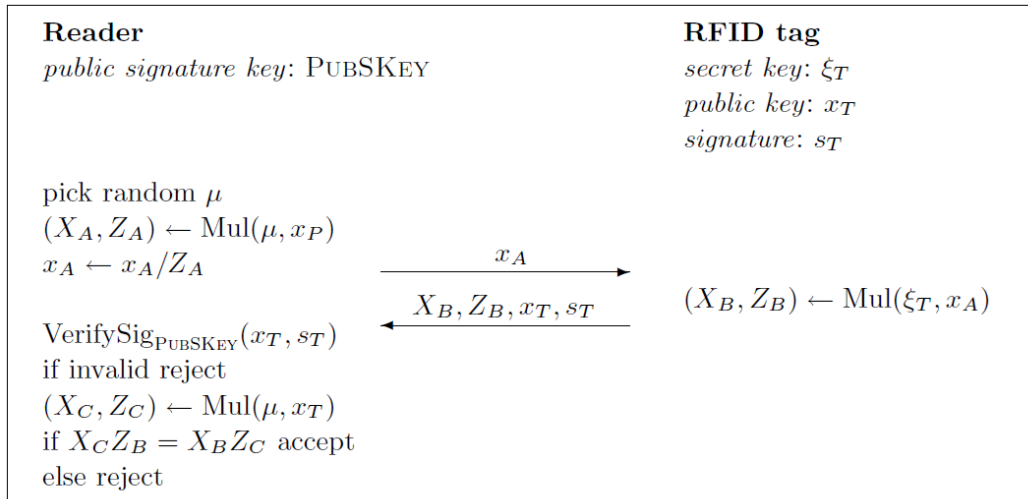 Reader
public signature key: PUBSKEY
pick random μ
(X_A, Z_A) ← Mul(μ, x_P)
x_A ← x_A/Z_A
VerifySig_PUBSKEY(x_T, s_T)
if invalid reject
(X_C, Z_C) ← Mul(μ, x_T)
if X_C Z_B = X_B Z_C accept
else reject
x_A
X_B, Z_B, x_T, s_T
RFID tag
secret key: ξ_T
public key: x_T
signature: s_T
(X_B, Z_B) ← Mul(ξ_T, x_A)